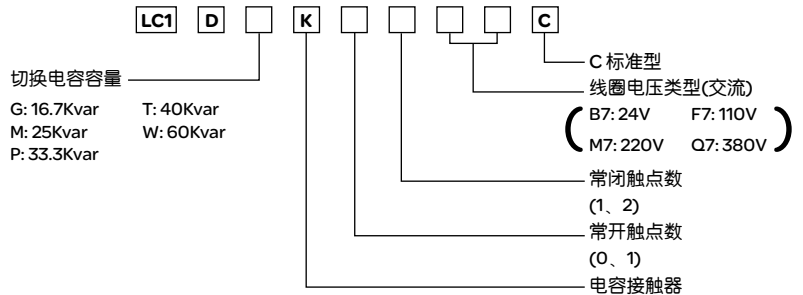 LC1 D K C
切换电容容量
G: 16.7Kvar T: 40Kvar
M: 25Kvar W: 60Kvar
P: 33.3Kvar
C 标准型
线圈电压类型(交流)
B7: 24V F7: 110V
M7: 220V Q7: 380V
常闭触点数
(1、2)
常开触点数
(0、1)
电容接触器